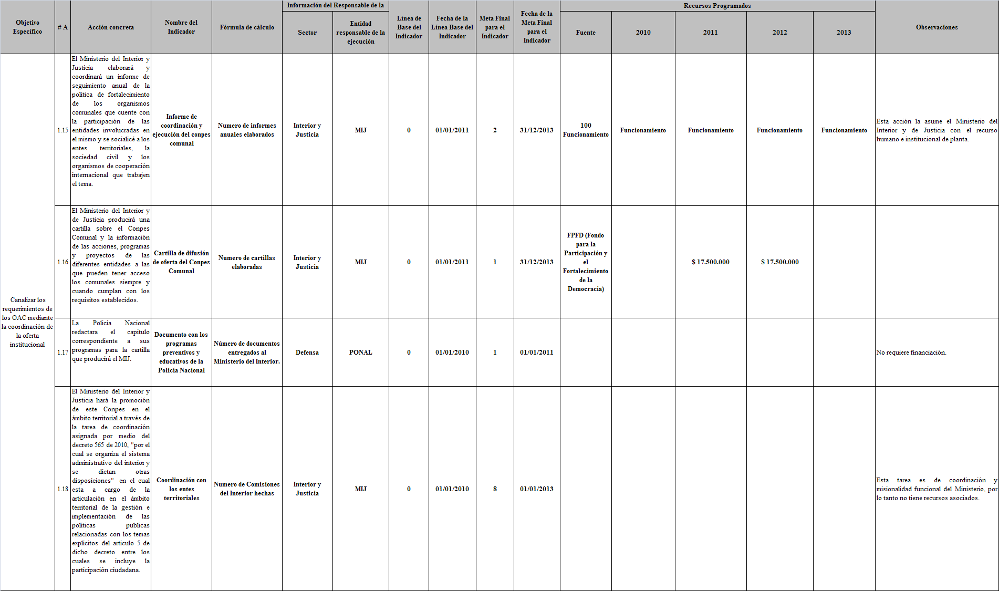 Objetivo
Específico
# A
Acción concreta
Nombre del
Indicador
Fórmula de cálculo
Información del Responsable de la
Sector
Entidad
responsable de la
ejecución
Línea de
Base del
Indicador
Fecha de la
Línea Base del
Indicador
Meta Final
para el
Indicador
Fecha de la
Meta Final
para el
Indicador
Recursos Programados
Fuente
2010
2011
2012
2013
Observaciones
Canalizar los
requerimientos de
los OAC mediante
la coordinación de
la oferta
institucional
1.15
El Ministerio del Interior y
Justicia elaborará y
coordinará un informe de
seguimiento anual de la
política de fortalecimiento
de los organismos
comunales que cuente con
la participación de las
entidades involucradas en
el mismo y se socialicé a los
entes territoriales, la
sociedad civil y los
organismos de cooperación
internacional que trabajen
el tema.
Informe de
coordinación y
ejecución del conpes
comunal
Numero de informes
anuales elaborados
Interior y
Justicia
MIJ
0
01/01/2011
2
31/12/2013
100
Funcionamiento
Funcionamiento
Funcionamiento
Funcionamiento
Funcionamiento
Esta acción la asume el Ministerio del
Interior y de Justicia con el recurso
humano e institucional de planta.
1.16
El Ministerio del Interior y
de Justicia producirá una
cartilla sobre el Conpes
Comunal y la información
de las acciones, programas
y proyectos de las
diferentes entidades a las
que pueden tener acceso
los comunales siempre y
cuando cumplan con los
requisitos establecidos.
Cartilla de difusión
de oferta del Conpes
Comunal
Numero de cartillas
elaboradas
Interior y
Justicia
MIJ
0
01/01/2011
1
31/12/2013
FPFD (Fondo
para la
Participación y
el
Fortalecimiento
de la
Democracia)
$ 17.500.000
$ 17.500.000
1.17
La Policía Nacional
redactara el capitulo
correspondiente a sus
programas para la cartilla
que producirá el MIJ.
Documento con los
programas
preventivos y
educativos de la
Policía Nacional
Número de documentos
entregados al
Ministerio del Interior.
Defensa
PONAL
0
01/01/2010
1
01/01/2011
No requiere financiación.
1.18
El Ministerio del Interior y
Justicia hará la promoción
de este Conpes en el
ámbito territorial a través de
la tarea de coordinación
asignada por medio del
decreto 565 de 2010, "por el
cual se organiza el sistema
administrativo del interior y
se dictan otras
disposiciones" en el cual
esta a cargo de la
articulación en el ámbito
territorial de la gestión e
implementación de las
políticas publicas
relacionadas con los temas
explícitos del articulo 5 de
dicho decreto entre los
cuales se incluye la
participación ciudadana.
Coordinación con
los entes
territoriales
Numero de Comisiones
del Interior hechas
Interior y
Justicia
MIJ
0
01/01/2010
8
01/01/2013
Esta tarea es de coordinación y
misionalidad funcional del Ministerio, por
lo tanto no tiene recursos asociados.